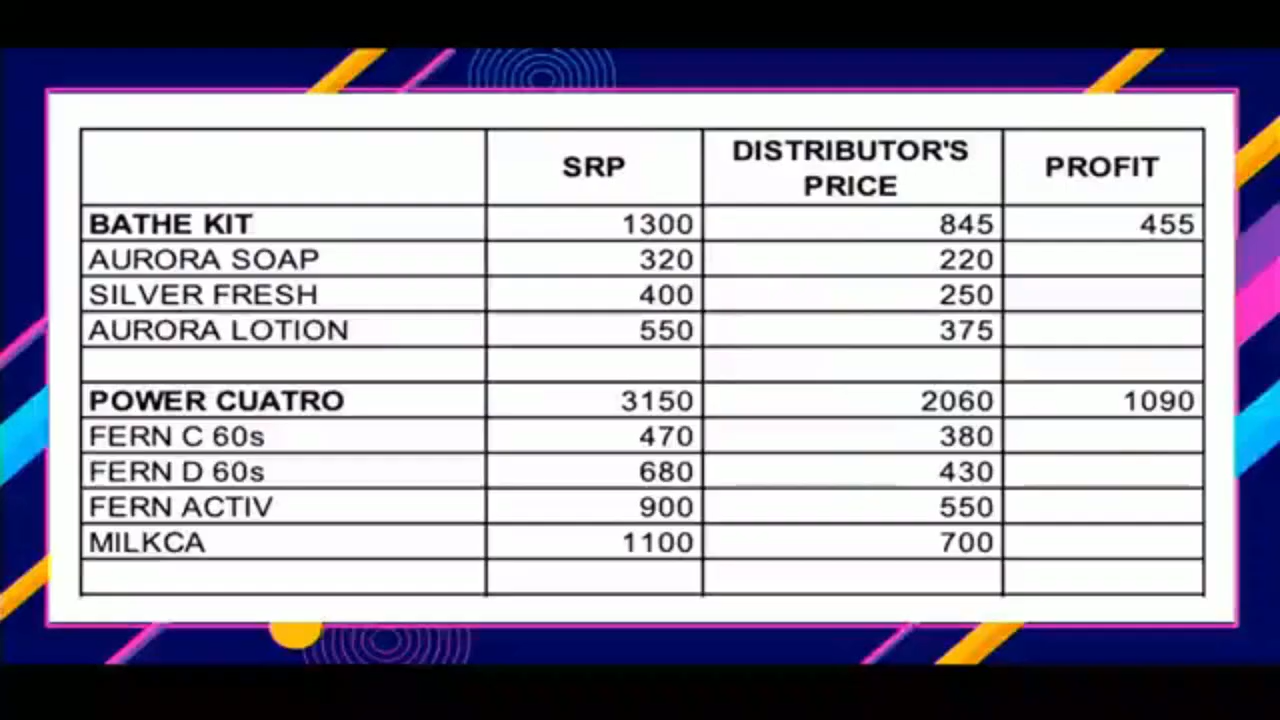 SRP DISTRIBUTOR'S PRICE PROFIT
BATHE KIT 1300 845 455
AURORA SOAP 320 220
SILVER FRESH 400 250
AURORA LOTION 550 375
POWER CUATRO 3150 2060 1090
FERN C 60s 470 380
FERN D 60s 680 430
FERN ACTIV 900 550
MILKCA 1100 700